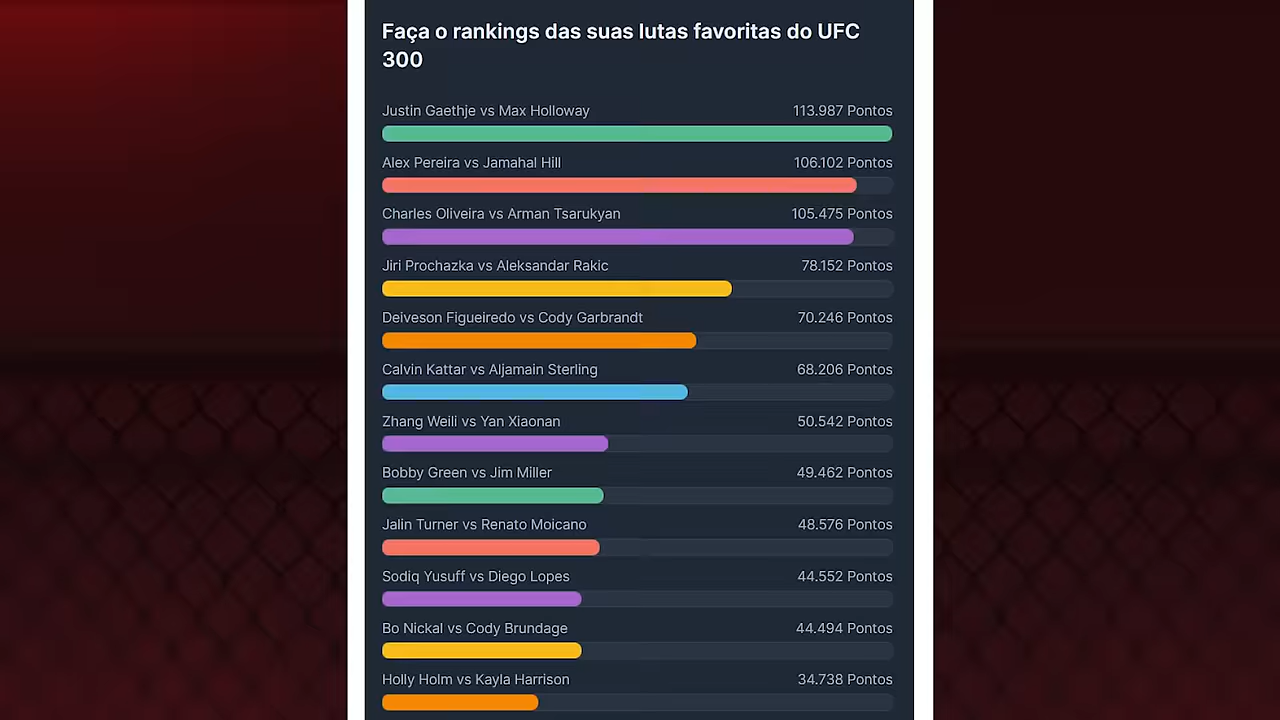 Faça o rankings das suas lutas favoritas do UFC
300
Justin Gaethje vs Max Holloway 113.987 Pontos
Alex Pereira vs Jamahal Hill 106.102 Pontos
Charles Oliveira vs Arman Tsarukyan 105.475 Pontos
Jiri Prochazka vs Aleksandar Rakic 78.152 Pontos
Deiveson Figueiredo vs Cody Garbrandt 70.246 Pontos
Calvin Kattar vs Aljamain Sterling 68.206 Pontos
Zhang Weili vs Yan Xiaonan 50.542 Pontos
Bobby Green vs Jim Miller 49.462 Pontos
Jalin Turner vs Renato Moicano 48.576 Pontos
Sodiq Yusuff vs Diego Lopes 44.552 Pontos
Bo Nickal vs Cody Brundage 44.494 Pontos
Holly Holm vs Kayla Harrison 34.738 Pontos